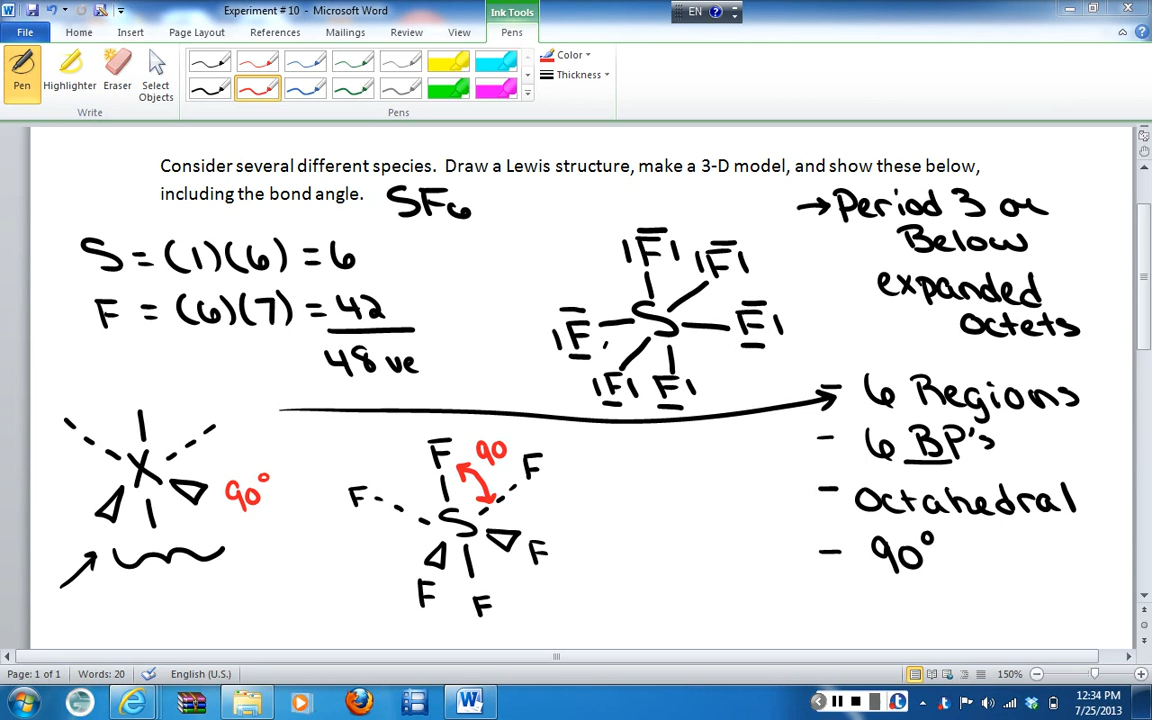 Experiment #10 - Microsoft Word
Ink Tools
EN
File Home Insert Page Layout References Mailings Review View Pens
Pen Highlighter Eraser Select Objects
Color
Thickness
Write
Pens
Consider several different species. Draw a Lewis structure, make a 3-D model, and show these below,
including the bond angle. SF6
S = (1)(6) = 6
F = (6)(7) = 42
48 ve
F F
F S F
F F
→ Period 3 or
Below
expanded
octets
- 6 Regions
- 6 BP's
- Octahedral
- 90°
X 90°
F 90 F
F S
F F F
Page: 1 of 1 Words: 20 English (U.S.) 150%
12:34 PM
7/25/2013